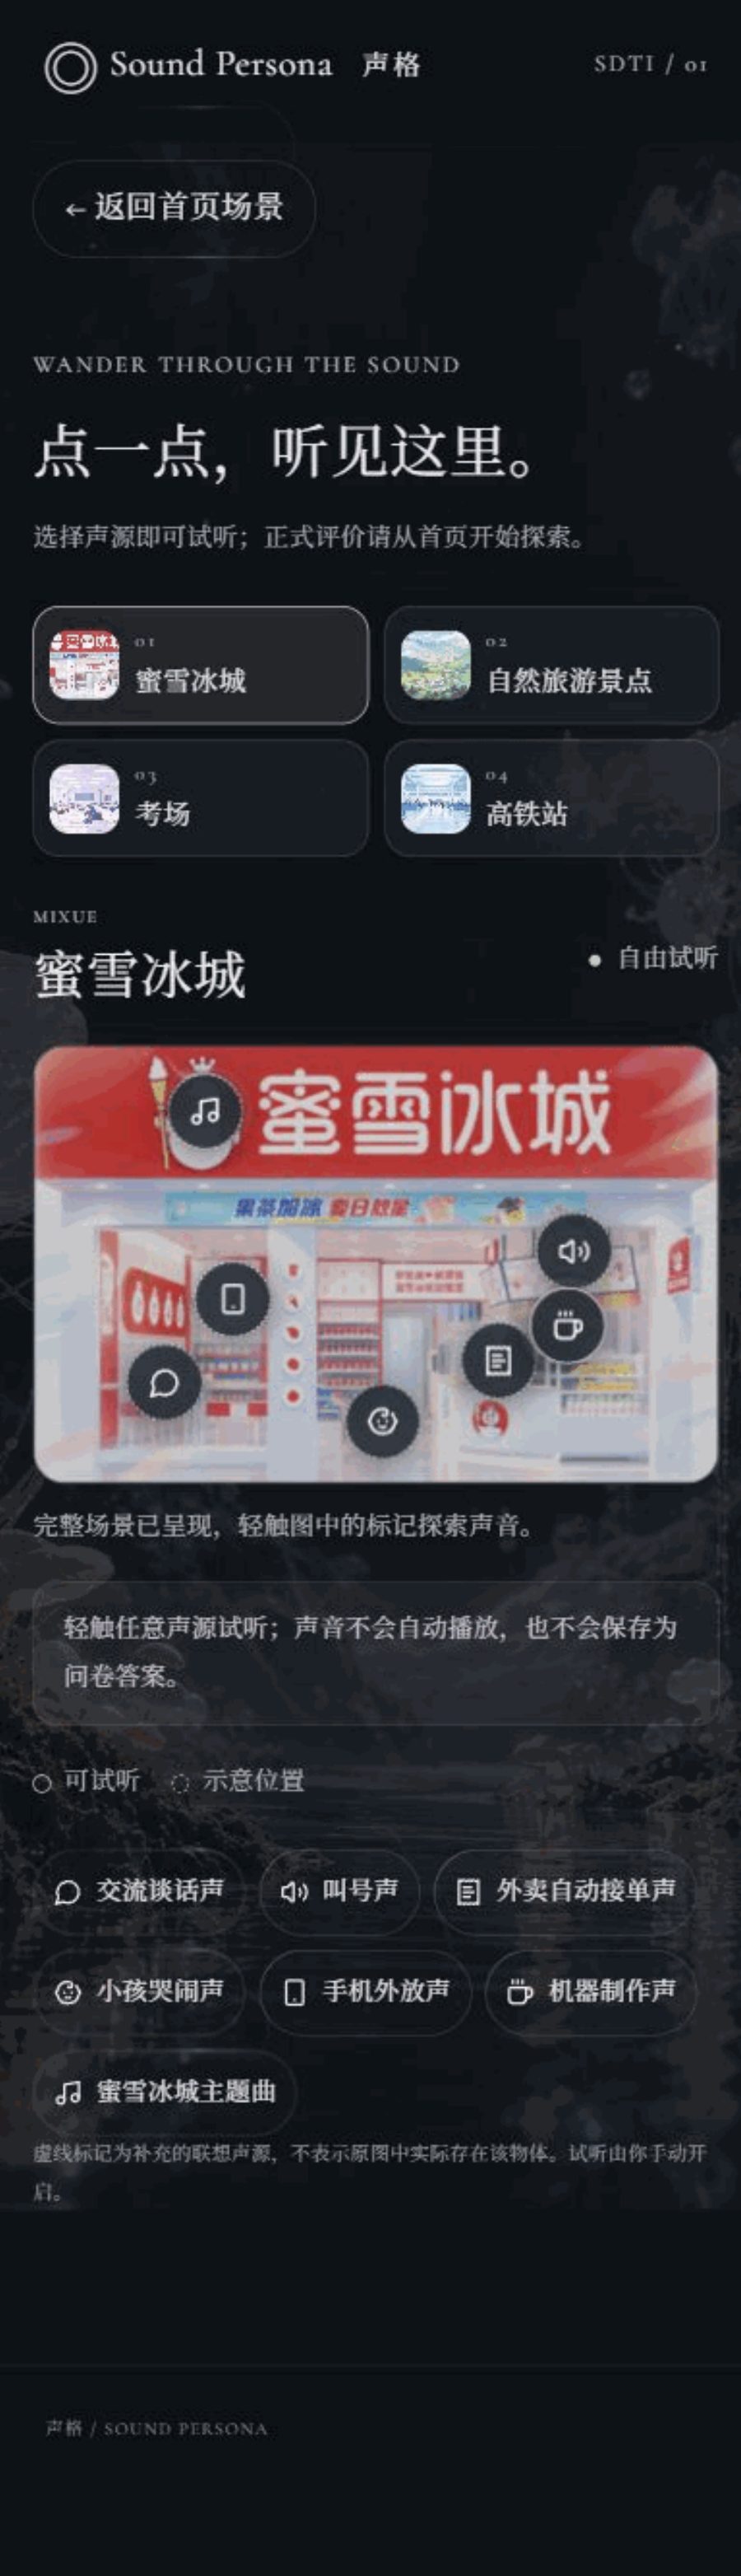 Sound Persona 声格
SDTI / 01
← 返回首页场景
WANDER THROUGH THE SOUND
点一点，听见这里。
选择声源即可试听；正式评价请从首页开始探索。
01
蜜雪冰城
02
自然旅游景点
03
考场
04
高铁站
MIXUE
蜜雪冰城
自由试听
蜜雪冰城
果茶加冰
完整场景已呈现，轻触图中的标记探索声音。
轻触任意声源试听；声音不会自动播放，也不会保存为
问卷答案。
可试听 示意位置
交流谈话声 叫号声 外卖自动接单声
小孩哭闹声 手机外放声 机器制作声
蜜雪冰城主题曲
虚线标记为补充的联想声源，不表示原图中实际存在该物体。试听由你手动开
启。
声格 / SOUND PERSONA